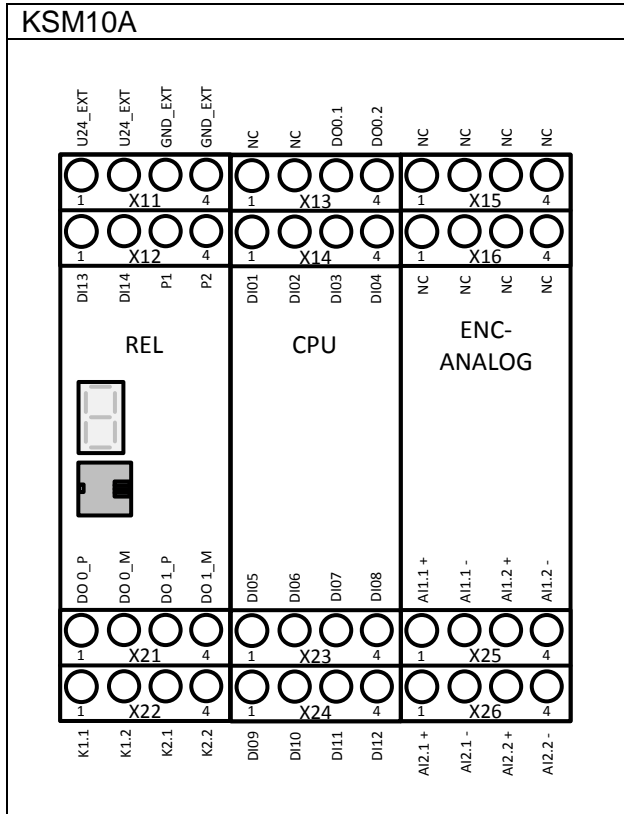 KSM10A
U24_EXT U24_EXT GND_EXT GND_EXT NC NC DO0.1 DO0.2 NC NC NC NC
1 X11 4 1 X13 4 1 X15 4
1 X12 4 1 X14 4 1 X16 4
DI13 DI14 P1 P2 DI01 DI02 DI03 DI04 NC NC NC NC
REL CPU ENC-
ANALOG
DO 0_P DO 0_M DO 1_P DO 1_M DI05 DI06 DI07 DI08 AI1.1 + AI1.1 - AI1.2 + AI1.2 -
1 X21 4 1 X23 4 1 X25 4
1 X22 4 1 X24 4 1 X26 4
K1.1 K1.2 K2.1 K2.2 DI09 DI10 DI11 DI12 AI2.1 + AI2.1 - AI2.2 + AI2.2 -